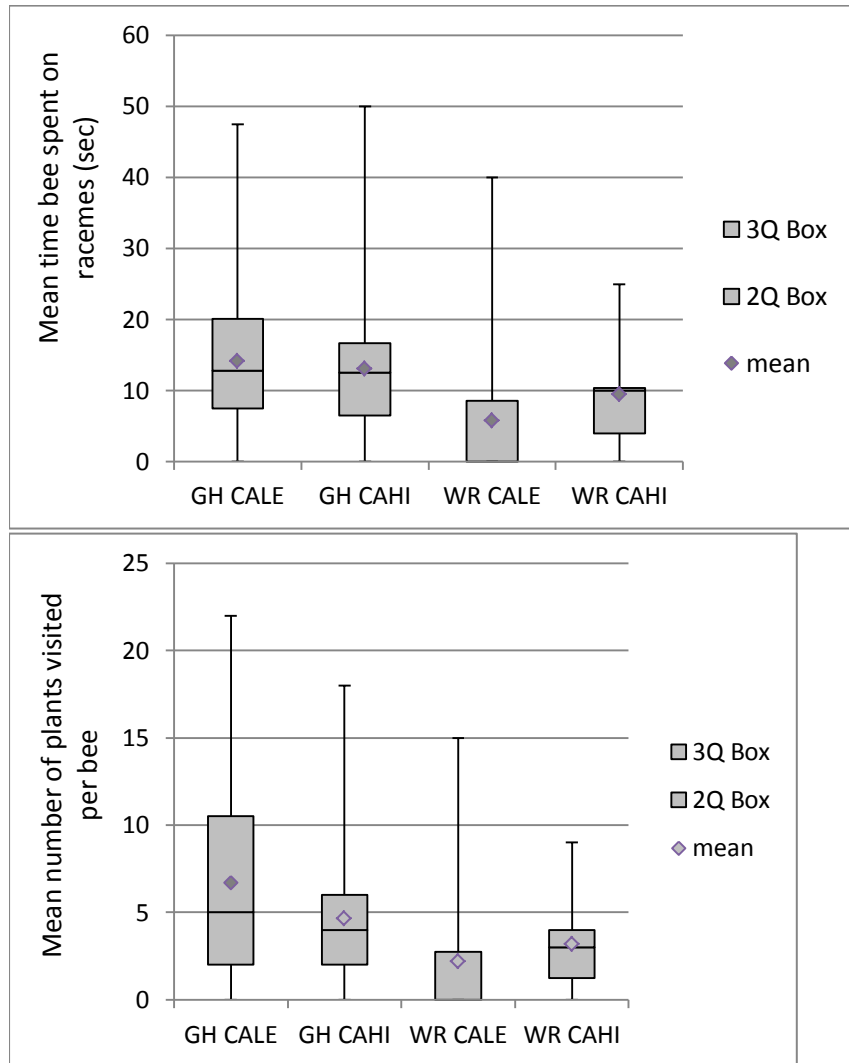 60
50
40
30
20
10
0
Mean time bee spent on
racemes (sec)
GH CALE GH CAHI WR CALE WR CAHI
3Q Box
2Q Box
mean
25
20
15
10
5
0
Mean number of plants visited
per bee
GH CALE GH CAHI WR CALE WR CAHI
3Q Box
2Q Box
mean